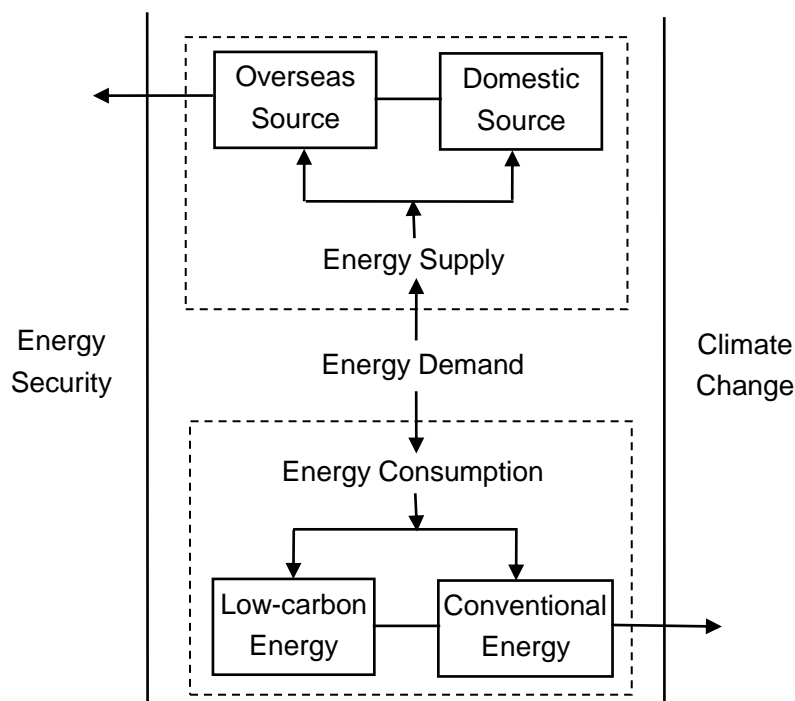 Overseas
Source
Domestic
Source
Energy Supply
Energy
Security
Energy Demand
Climate
Change
Energy Consumption
Low-carbon
Energy
Conventional
Energy